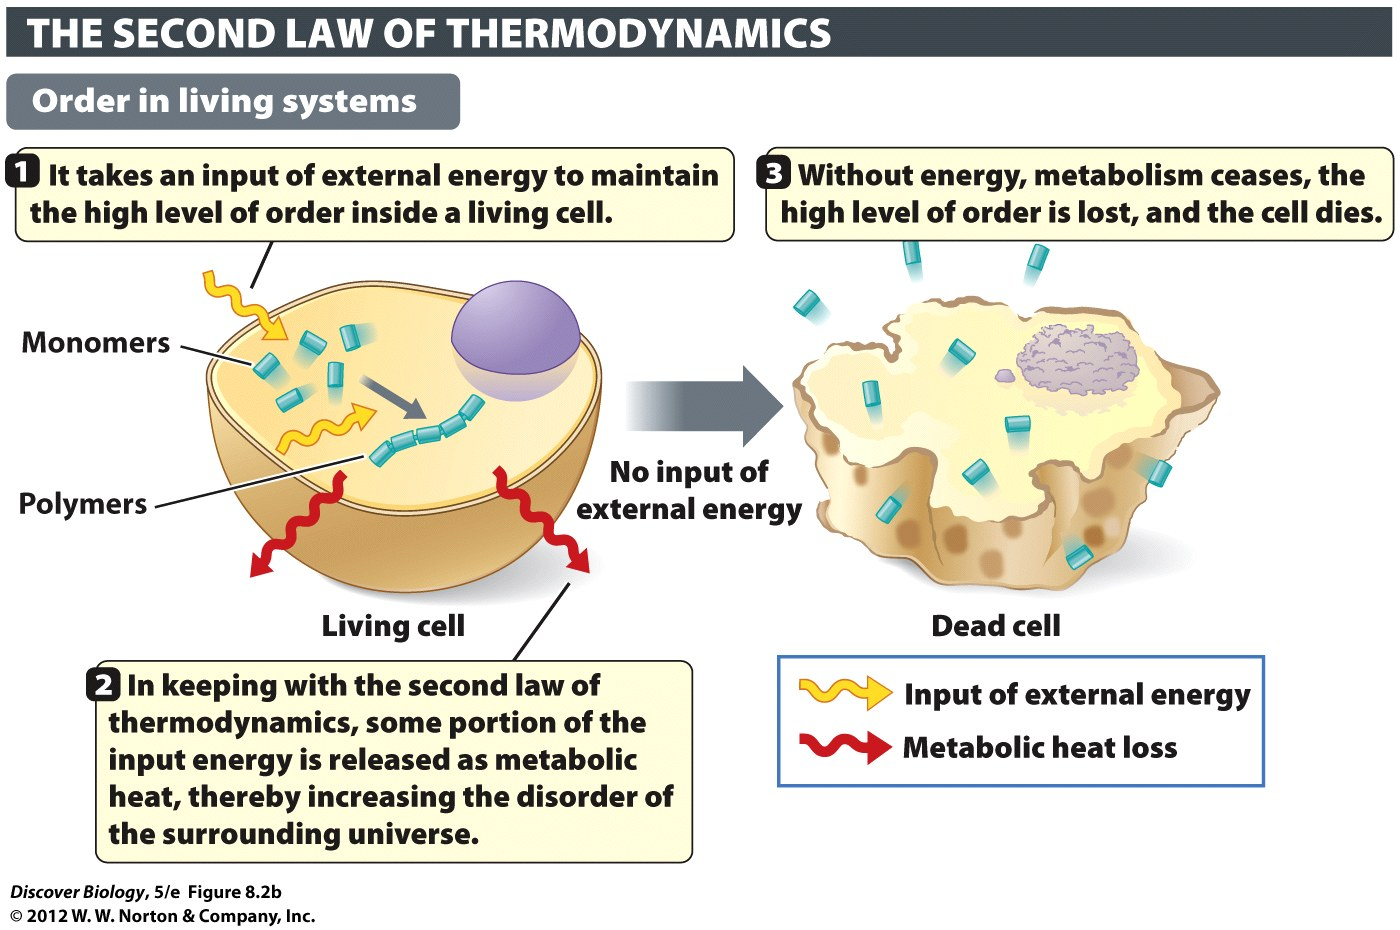 THE SECOND LAW OF THERMODYNAMICS
Order in living systems
1 It takes an input of external energy to maintain
the high level of order inside a living cell.
3 Without energy, metabolism ceases, the
high level of order is lost, and the cell dies.
Monomers
Polymers
No input of
external energy
Living cell
Dead cell
2 In keeping with the second law of
thermodynamics, some portion of the
input energy is released as metabolic
heat, thereby increasing the disorder of
the surrounding universe.
Input of external energy
Metabolic heat loss
Discover Biology, 5/e Figure 8.2b
© 2012 W. W. Norton & Company, Inc.